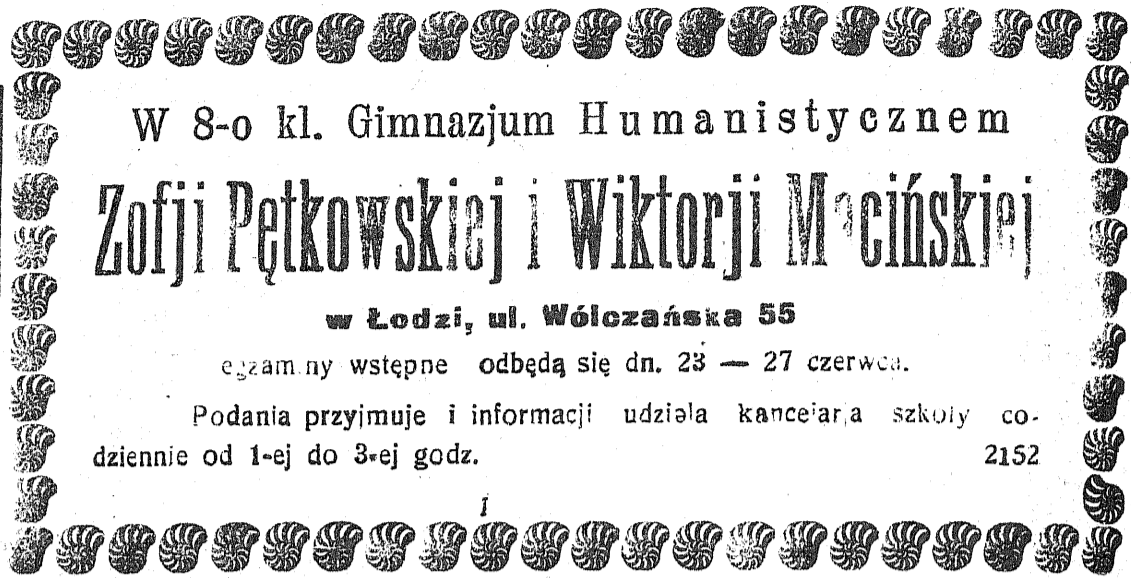 W 8-o kl. Gimnazjum Humanistycznem
Zofji Pętkowskiej i Wiktorji Macińskiej
w Łodzi, ul. Wólczańska 55
egzaminy wstępne odbędą się dn. 23 — 27 czerwca.
Podania przyjmuje i informacji udziela kancelarja szkoły co-
dziennie od 1-ej do 3-ej godz. 2152